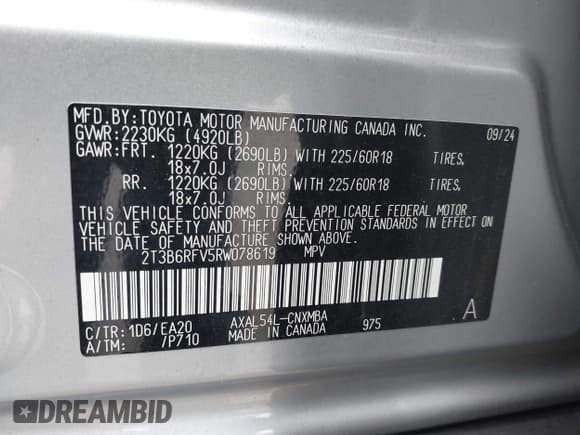 MFD.BY:TOYOTA MOTOR MANUFACTURING CANADA INC. 09/24
GVWR:2230KG (4920LB)
GAWR:FRT. 1220KG (2690LB) WITH 225/60R18 TIRES,
18x7.0J RIMS.
RR. 1220KG (2690LB) WITH 225/60R18 TIRES,
18x7.0J RIMS.
THIS VEHICLE CONFORMS TO ALL APPLICABLE FEDERAL MOTOR
VEHICLE SAFETY AND THEFT PREVENTION STANDARDS IN EFFECT ON
THE DATE OF MANUFACTURE SHOWN ABOVE.
2T3B6RFV5RW078619 MPV
C/TR:1D6/EA20 AXAL54L-CNXMBA A
A/TM: /P710 MADE IN CANADA 975
DREAMBID